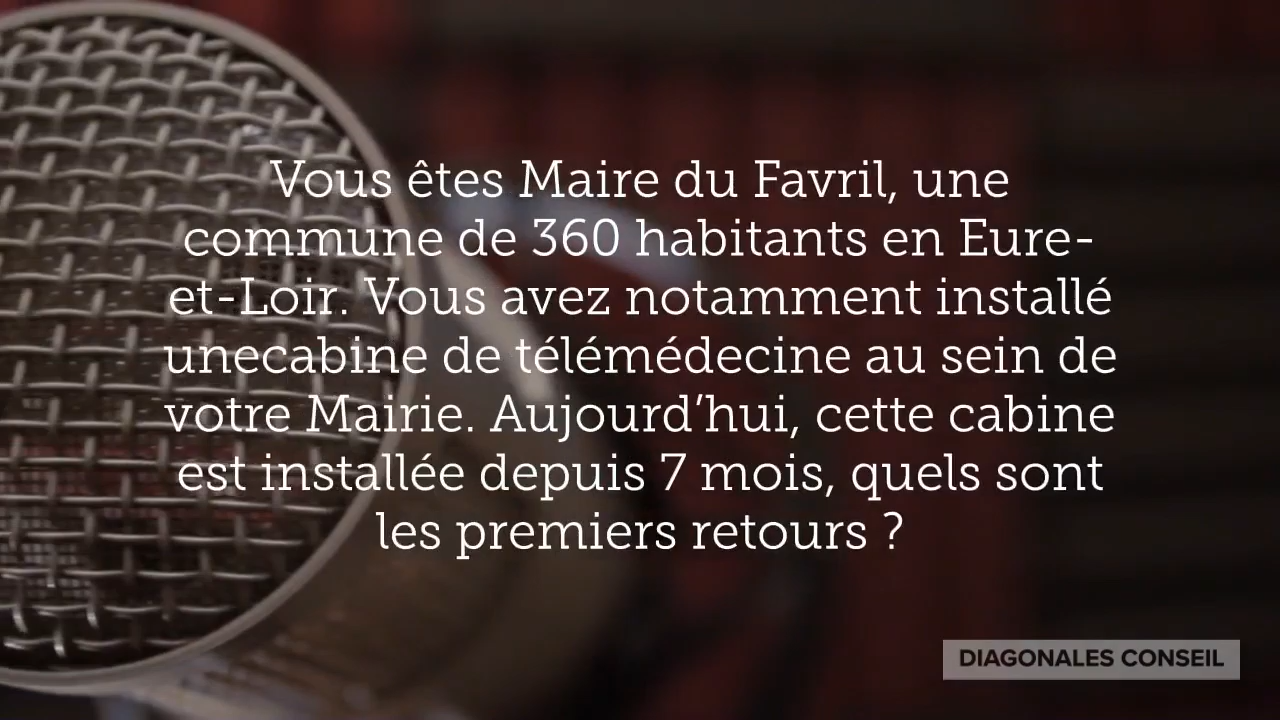 Vous êtes Maire du Favril, une
commune de 360 habitants en Eure-
et-Loir. Vous avez notamment installé
unecabine de télémédecine au sein de
votre Mairie. Aujourd’hui, cette cabine
est installée depuis 7 mois, quels sont
les premiers retours ?
DIAGONALES CONSEIL